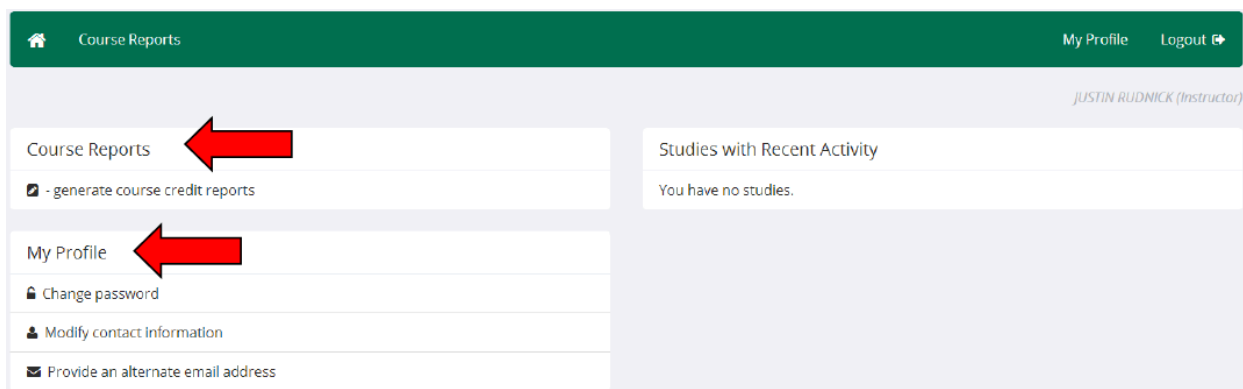 Course Reports
My Profile
Logout
JUSTIN RUDNICK (Instructor)
Course Reports
- generate course credit reports
My Profile
Change password
Modify contact information
Provide an alternate email address
Studies with Recent Activity
You have no studies.